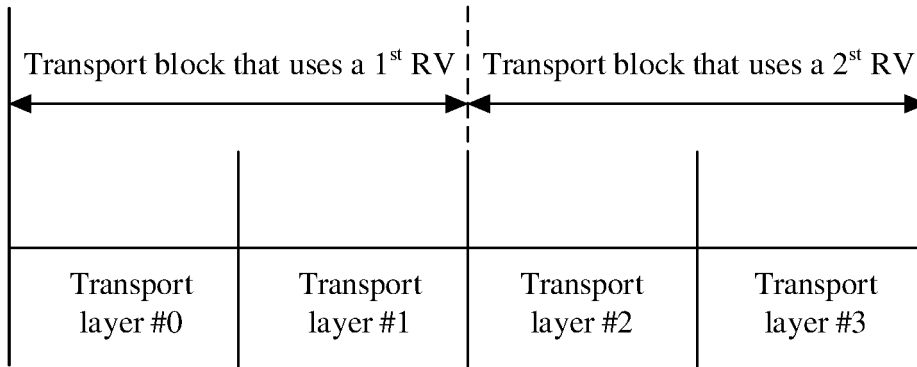 Transport block that uses a 1st RV
Transport block that uses a 2st RV
Transport
layer #0
Transport
layer #1
Transport
layer #2
Transport
layer #3